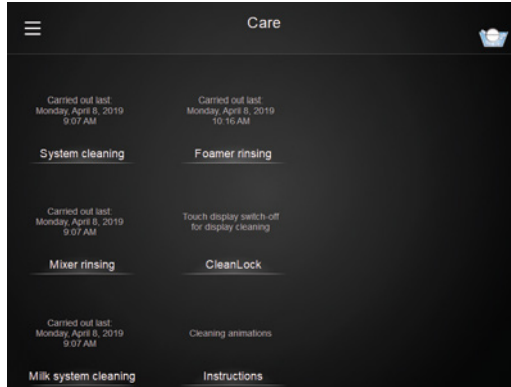 Care
Carried out last:
Monday, April 8, 2019
9:07 AM
System cleaning
Carried out last:
Monday, April 8, 2019
10:16 AM
Foamer rinsing
Carried out last:
Monday, April 8, 2019
9:07 AM
Mixer rinsing
Touch display switch-off
for display cleaning
CleanLock
Carried out last:
Monday, April 8, 2019
9:07 AM
Milk system cleaning
Cleaning animations
Instructions